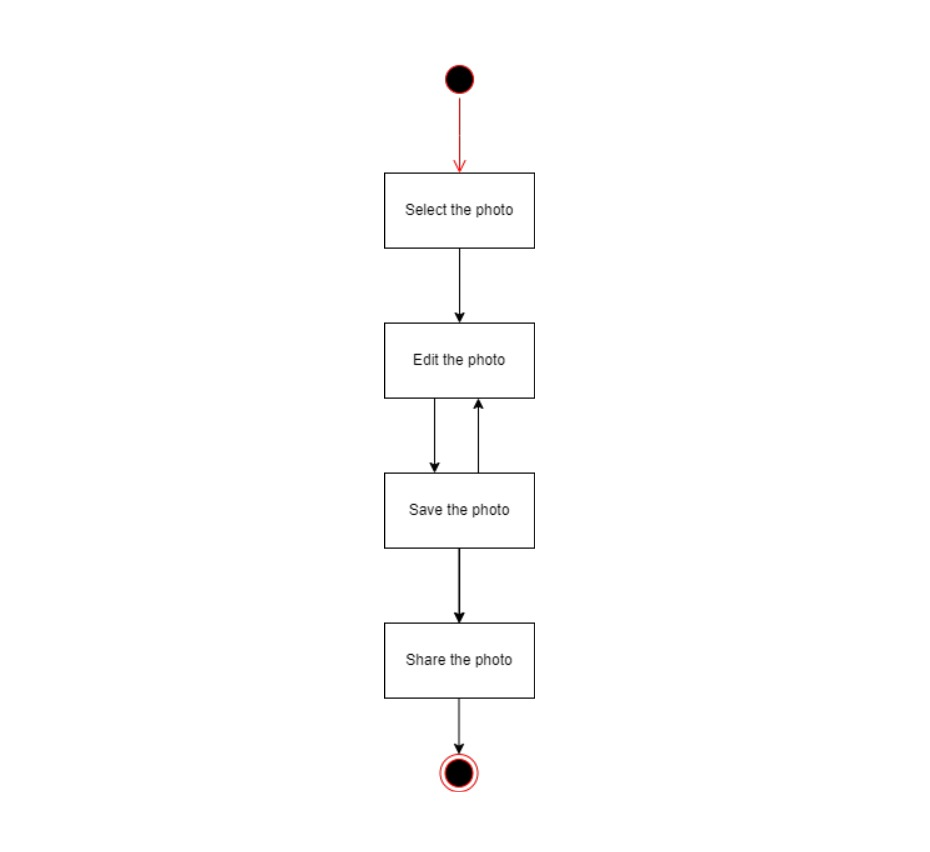 Select the photo
Edit the photo
Save the photo
Share the photo